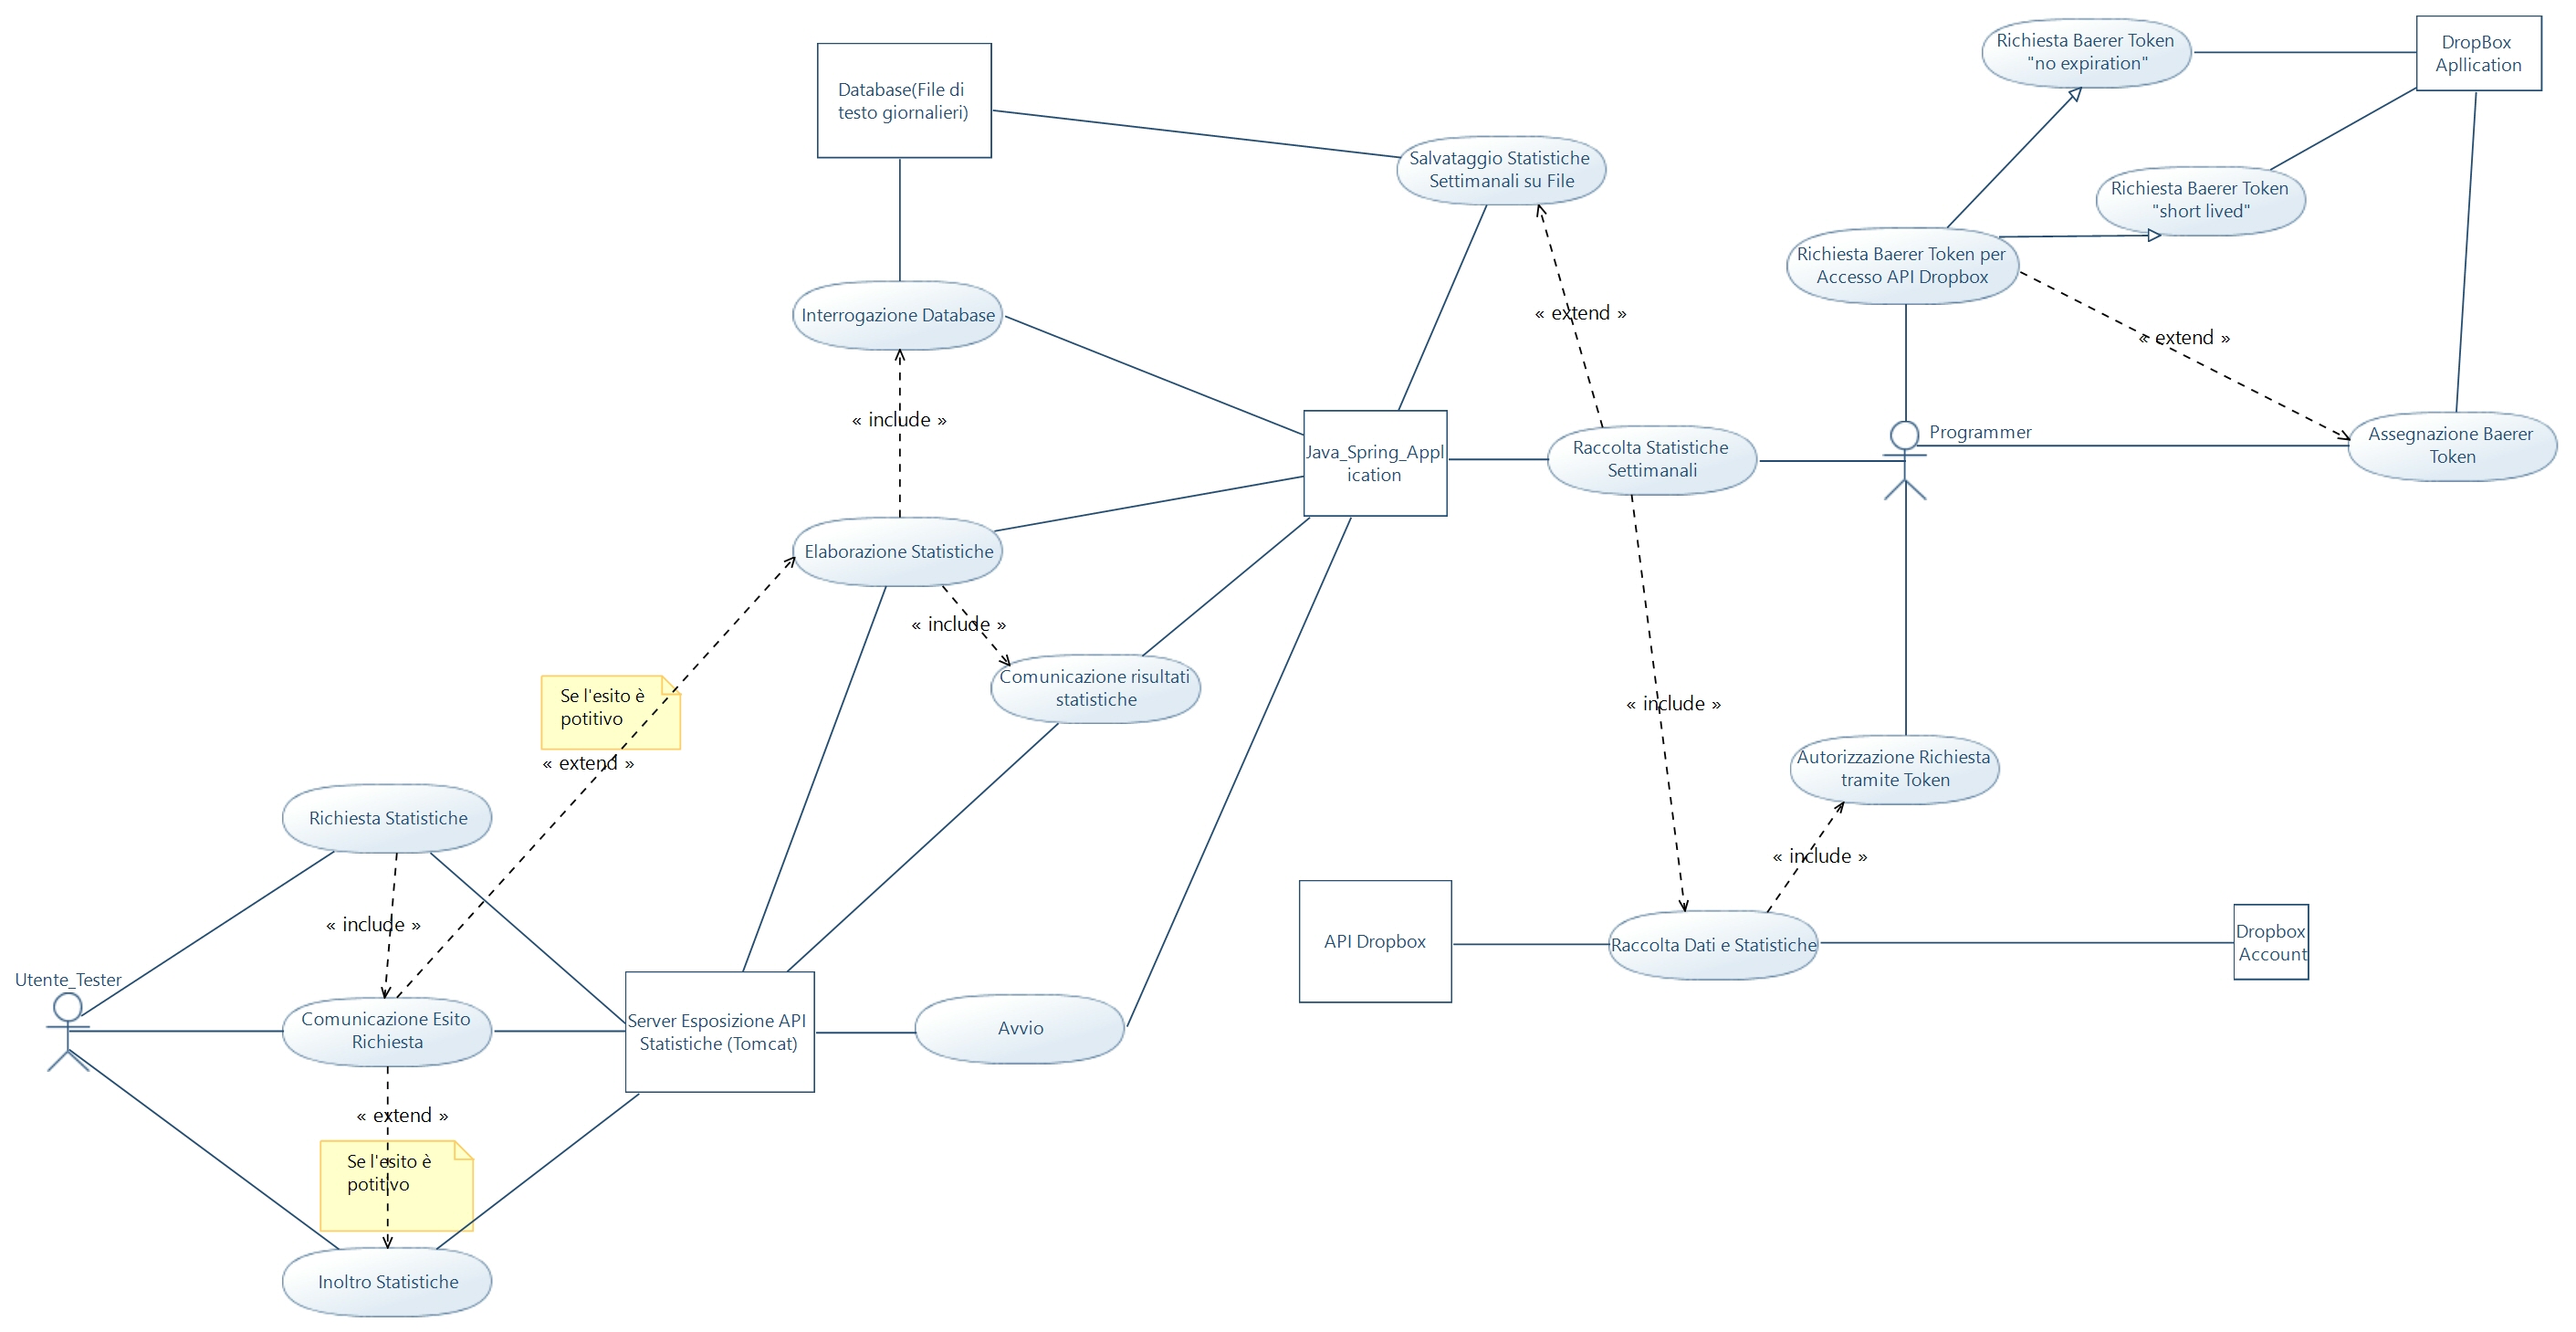 Richiesta Baerer Token
"no expiration"
DropBox
Apllication
Database(File di
testo giornalieri)
Salvataggio Statistiche
Settimanali su File
Richiesta Baerer Token
"short lived"
Richiesta Baerer Token per
Accesso API Dropbox
Interrogazione Database
« extend »
« extend »
« include »
Programmer
Java_Spring_Appl
ication
Raccolta Statistiche
Settimanali
Assegnazione Baerer
Token
Elaborazione Statistiche
« include »
Comunicazione risultati
statistiche
Se l'esito è
potitivo
« extend »
« include »
Autorizzazione Richiesta
tramite Token
Richiesta Statistiche
« include »
« include »
API Dropbox
Raccolta Dati e Statistiche
Dropbox
Account
Utente_Tester
Comunicazione Esito
Richiesta
Server Esposizione API
Statistiche (Tomcat)
Avvio
« extend »
Se l'esito è
potitivo
Inoltro Statistiche